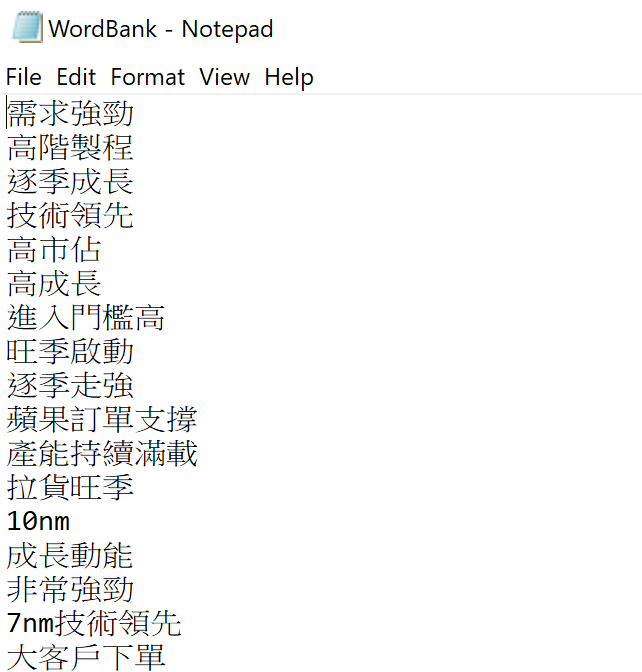 WordBank - Notepad
File Edit Format View Help
需求強勁
高階製程
逐季成長
技術領先
高市佔
高成長
進入門檻高
旺季啟動
逐季走強
蘋果訂單支撐
產能持續滿載
拉貨旺季
10nm
成長動能
非常強勁
7nm技術領先
大客戶下單